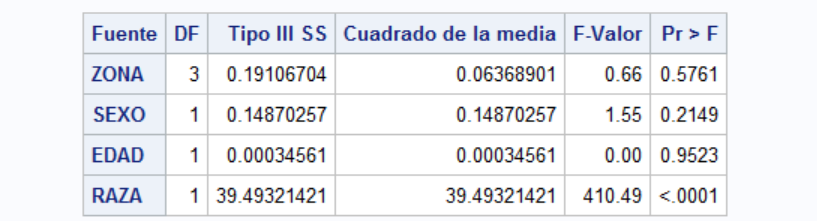 Fuente DF Tipo III SS Cuadrado de la media F-Valor Pr > F
ZONA 3 0.19106704 0.06368901 0.66 0.5761
SEXO 1 0.14870257 0.14870257 1.55 0.2149
EDAD 1 0.00034561 0.00034561 0.00 0.9523
RAZA 1 39.49321421 39.49321421 410.49 <.0001